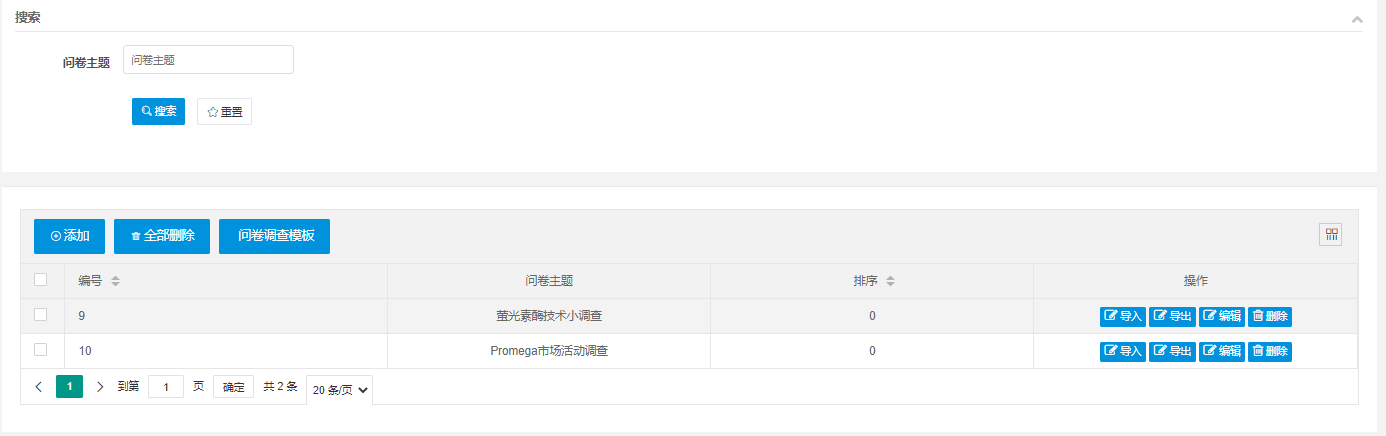 搜索
问卷主题 问卷主题
搜索 重置
添加 全部删除 问卷调查模板
编号 问卷主题 排序 操作
9 萤光素酶技术小调查 0 导入 导出 编辑 删除
10 Promega市场活动调查 0 导入 导出 编辑 删除
1 到第 1 页 确定 共 2 条 20 条/页